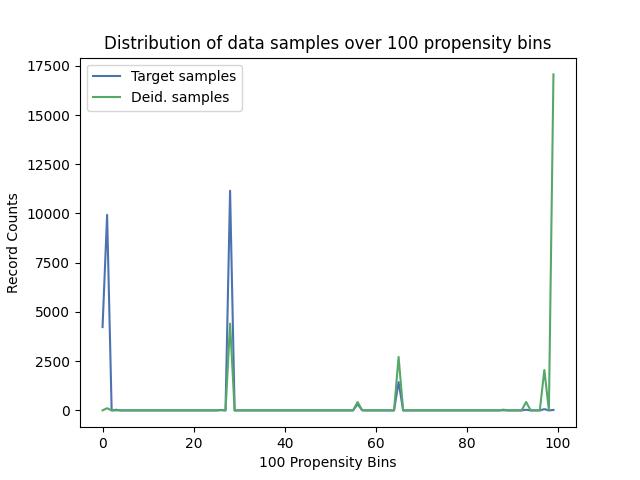 Distribution of data samples over 100 propensity bins
Target samples
Deid. samples
17500
15000
12500
10000
7500
5000
2500
0
Record Counts
0 20 40 60 80 100
100 Propensity Bins